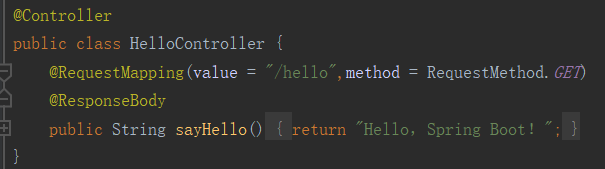 @Controller
public class HelloController {
@RequestMapping(value = "/hello",method = RequestMethod.GET)
@ResponseBody
public String sayHello() { return "Hello，Spring Boot！"; }
}